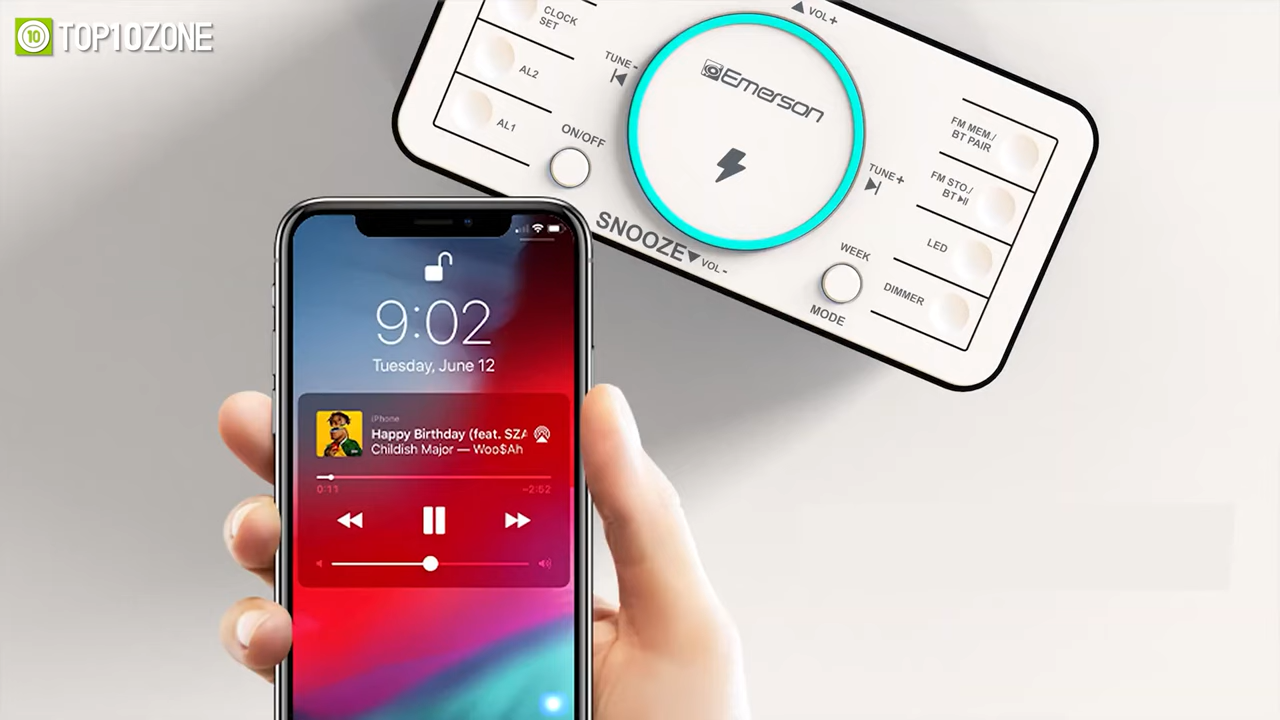 TOP10ZONE
10
CLOCK
SET
AL2
AL1
ON/OFF
TUNE-
VOL+
Emerson
TUNE+
SNOOZE
VOL-
WEEK
MODE
FM MEM./
BT PAIR
FM STO./
BT
LED
DIMMER
9:02
Tuesday, June 12
iPhone
Happy Birthday (feat. SZA
Childish Major — Woo$Ah
0:11
-2:52